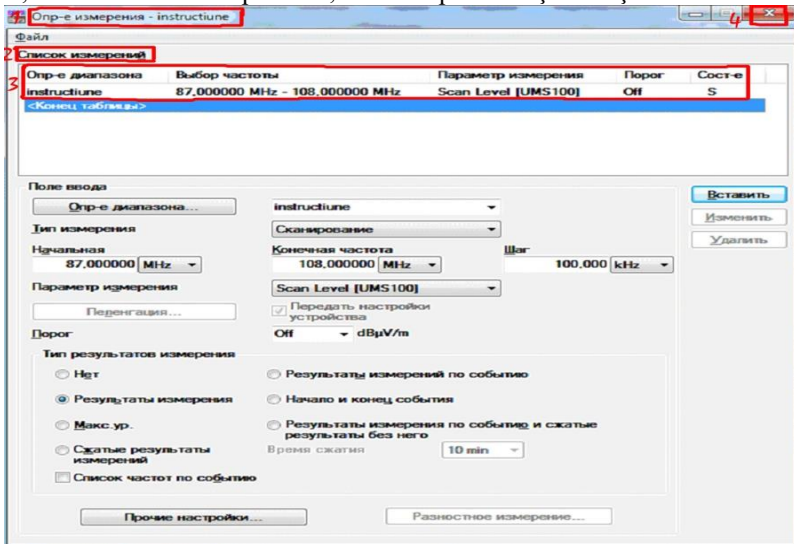 1 Опр-е измерения - instructiune 4
Файл
2 Список измерений
3 Опр-е диапазона Выбор частоты Параметр измерения Порог Сост-е
instructiune 87,000000 MHz - 108,000000 MHz Scan Level [UMS100] Off S
<Конец таблицы>
Поле ввода
Опр-е диапазона... instructiune Вставить
Тип измерения Сканирование Изменить
Начальная Конечная частота Шаг Удалить
87,000000 MHz 108,000000 MHz 100,000 kHz
Параметр измерения Scan Level [UMS100]
Пеленгация... Передать настройки
устройства
Порог Off dBµV/m
Тип результатов измерения
Нет Результаты измерений по событию
Результаты измерения Начало и конец события
Макс.ур. Результаты измерения по событию и сжатые
результаты без него
Сжатые результаты Время сжатия 10 min
измерений
Список частот по событию
Прочие настройки... Разностное измерение...